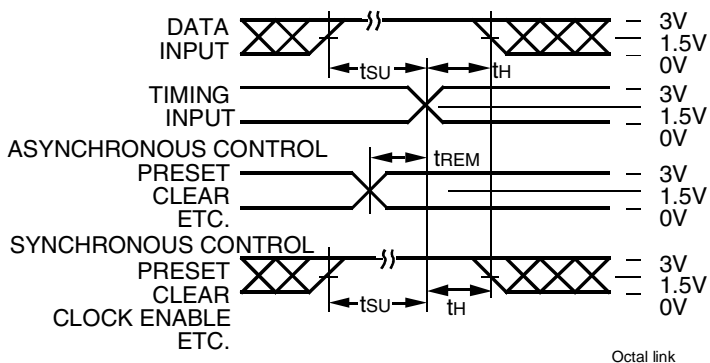 DATA
INPUT
3V
1.5V
0V
tSU
tH
TIMING
INPUT
3V
1.5V
0V
ASYNCHRONOUS CONTROL
tREM
PRESET
CLEAR
ETC.
3V
1.5V
0V
SYNCHRONOUS CONTROL
PRESET
CLEAR
CLOCK ENABLE
ETC.
3V
1.5V
0V
tSU
tH
Octal link